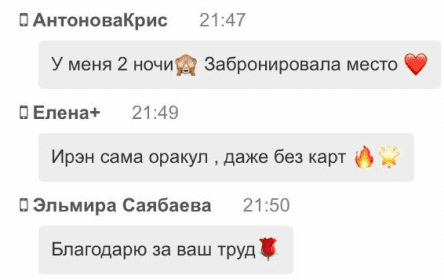 АнтоноваКрис 21:47
У меня 2 ночи🙈 Забронировала место ❤️
Елена+ 21:49
Ирэн сама оракул , даже без карт 🔥🌟
Эльмира Саябаева 21:50
Благодарю за ваш труд🌹